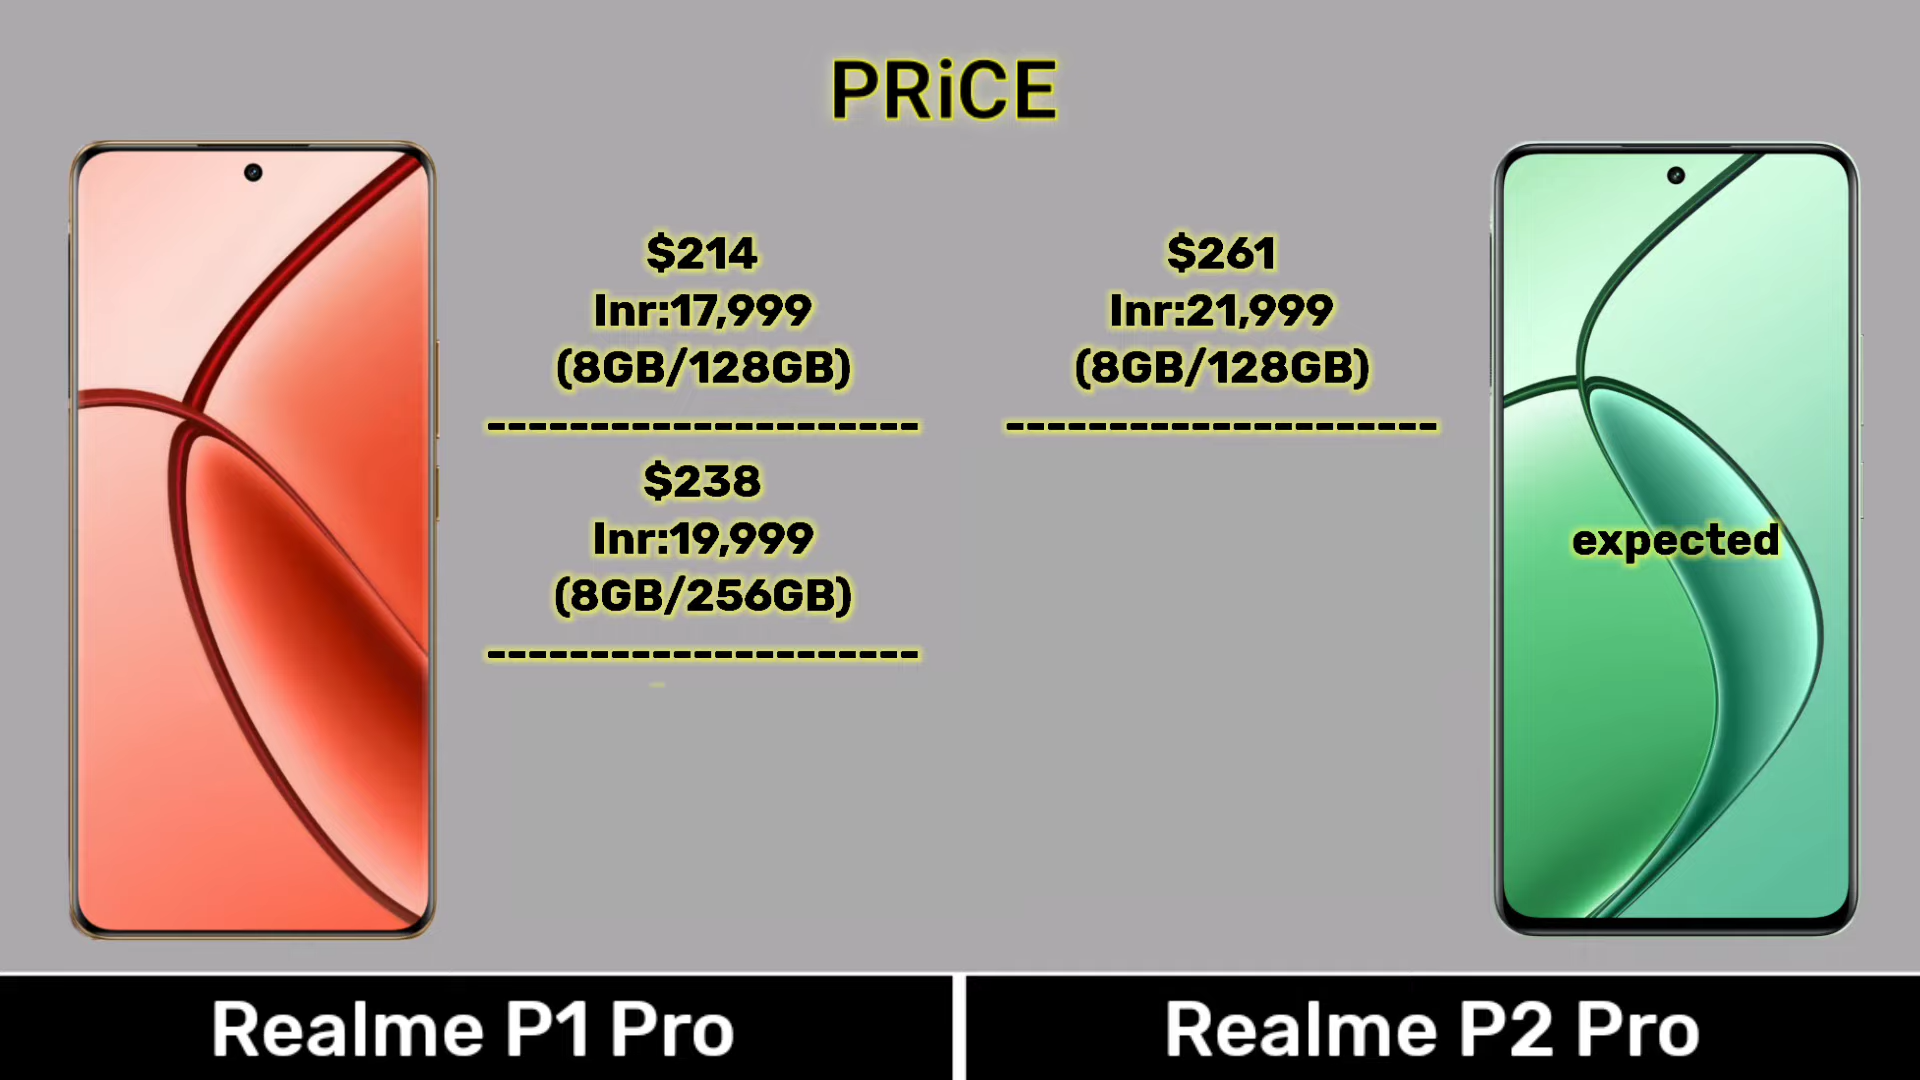 PRiCE
$214
Inr:17,999
(8GB/128GB)
---------------------
$238
Inr:19,999
(8GB/256GB)
---------------------
$261
Inr:21,999
(8GB/128GB)
---------------------
expected
Realme P1 Pro
Realme P2 Pro